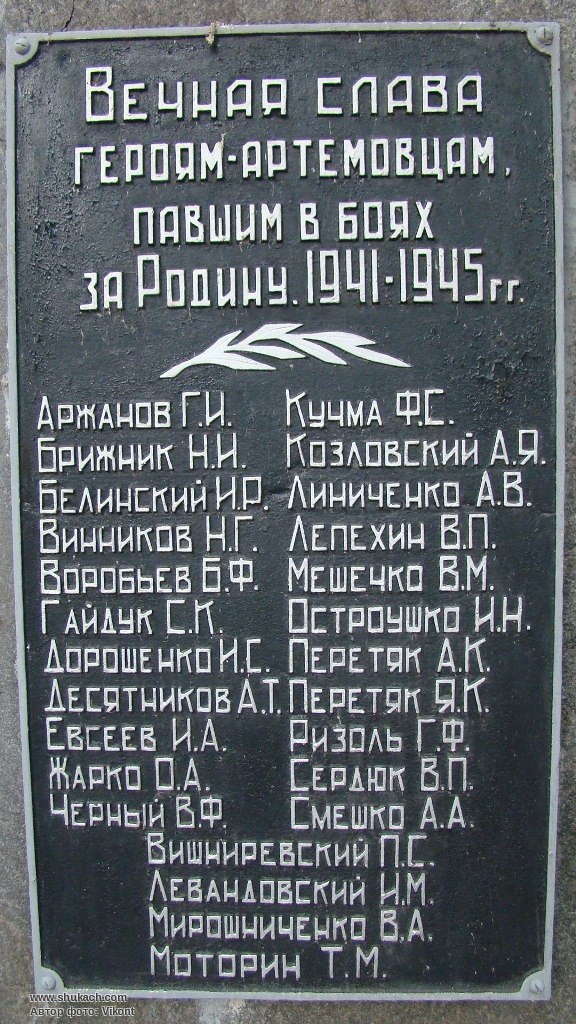 Вечная слава
героям-артемовцам,
павшим в боях
за Родину. 1941-1945гг.
Аржанов Г.И.
Брижник Н.И.
Белинский И.Р.
Винников Н.Г.
Воробьев Б.Ф.
Гайдук С.К.
Дорошенко И.С.
Десятников А.Т.
Евсеев И.А.
Жарко О.А.
Черный В.Ф.
Кучма Ф.С.
Козловский А.Я.
Линиченко А.В.
Лепехин В.П.
Мешечко В.М.
Остроушко И.Н.
Перетяк А.К.
Перетяк Я.К.
Ризоль Г.Ф.
Сердюк В.П.
Смешко А.А.
Вишниревский П.С.
Левандовский И.М.
Мирошниченко В.А.
Моторин Т.М.
www.shukach.com
Автор фото: Vikont